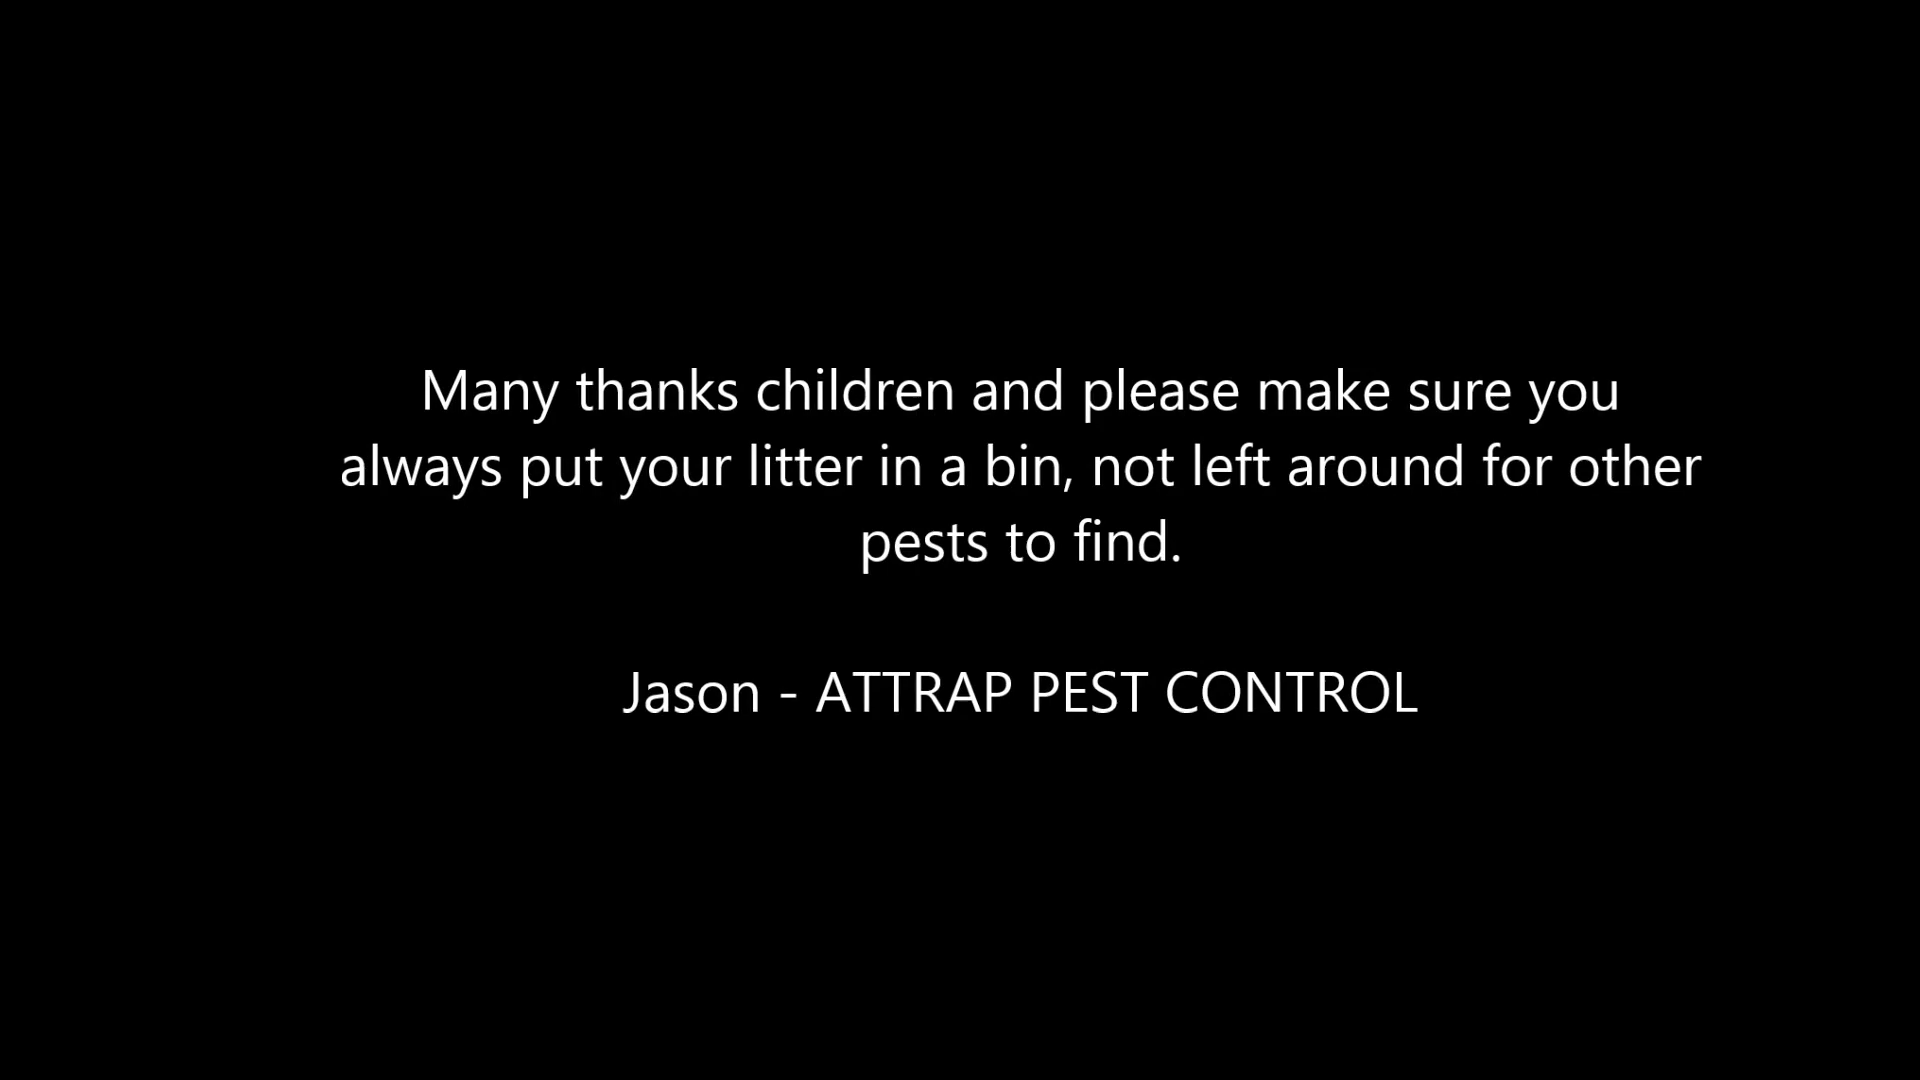 Many thanks children and please make sure you
always put your litter in a bin, not left around for other
pests to find.
Jason - ATTRAP PEST CONTROL